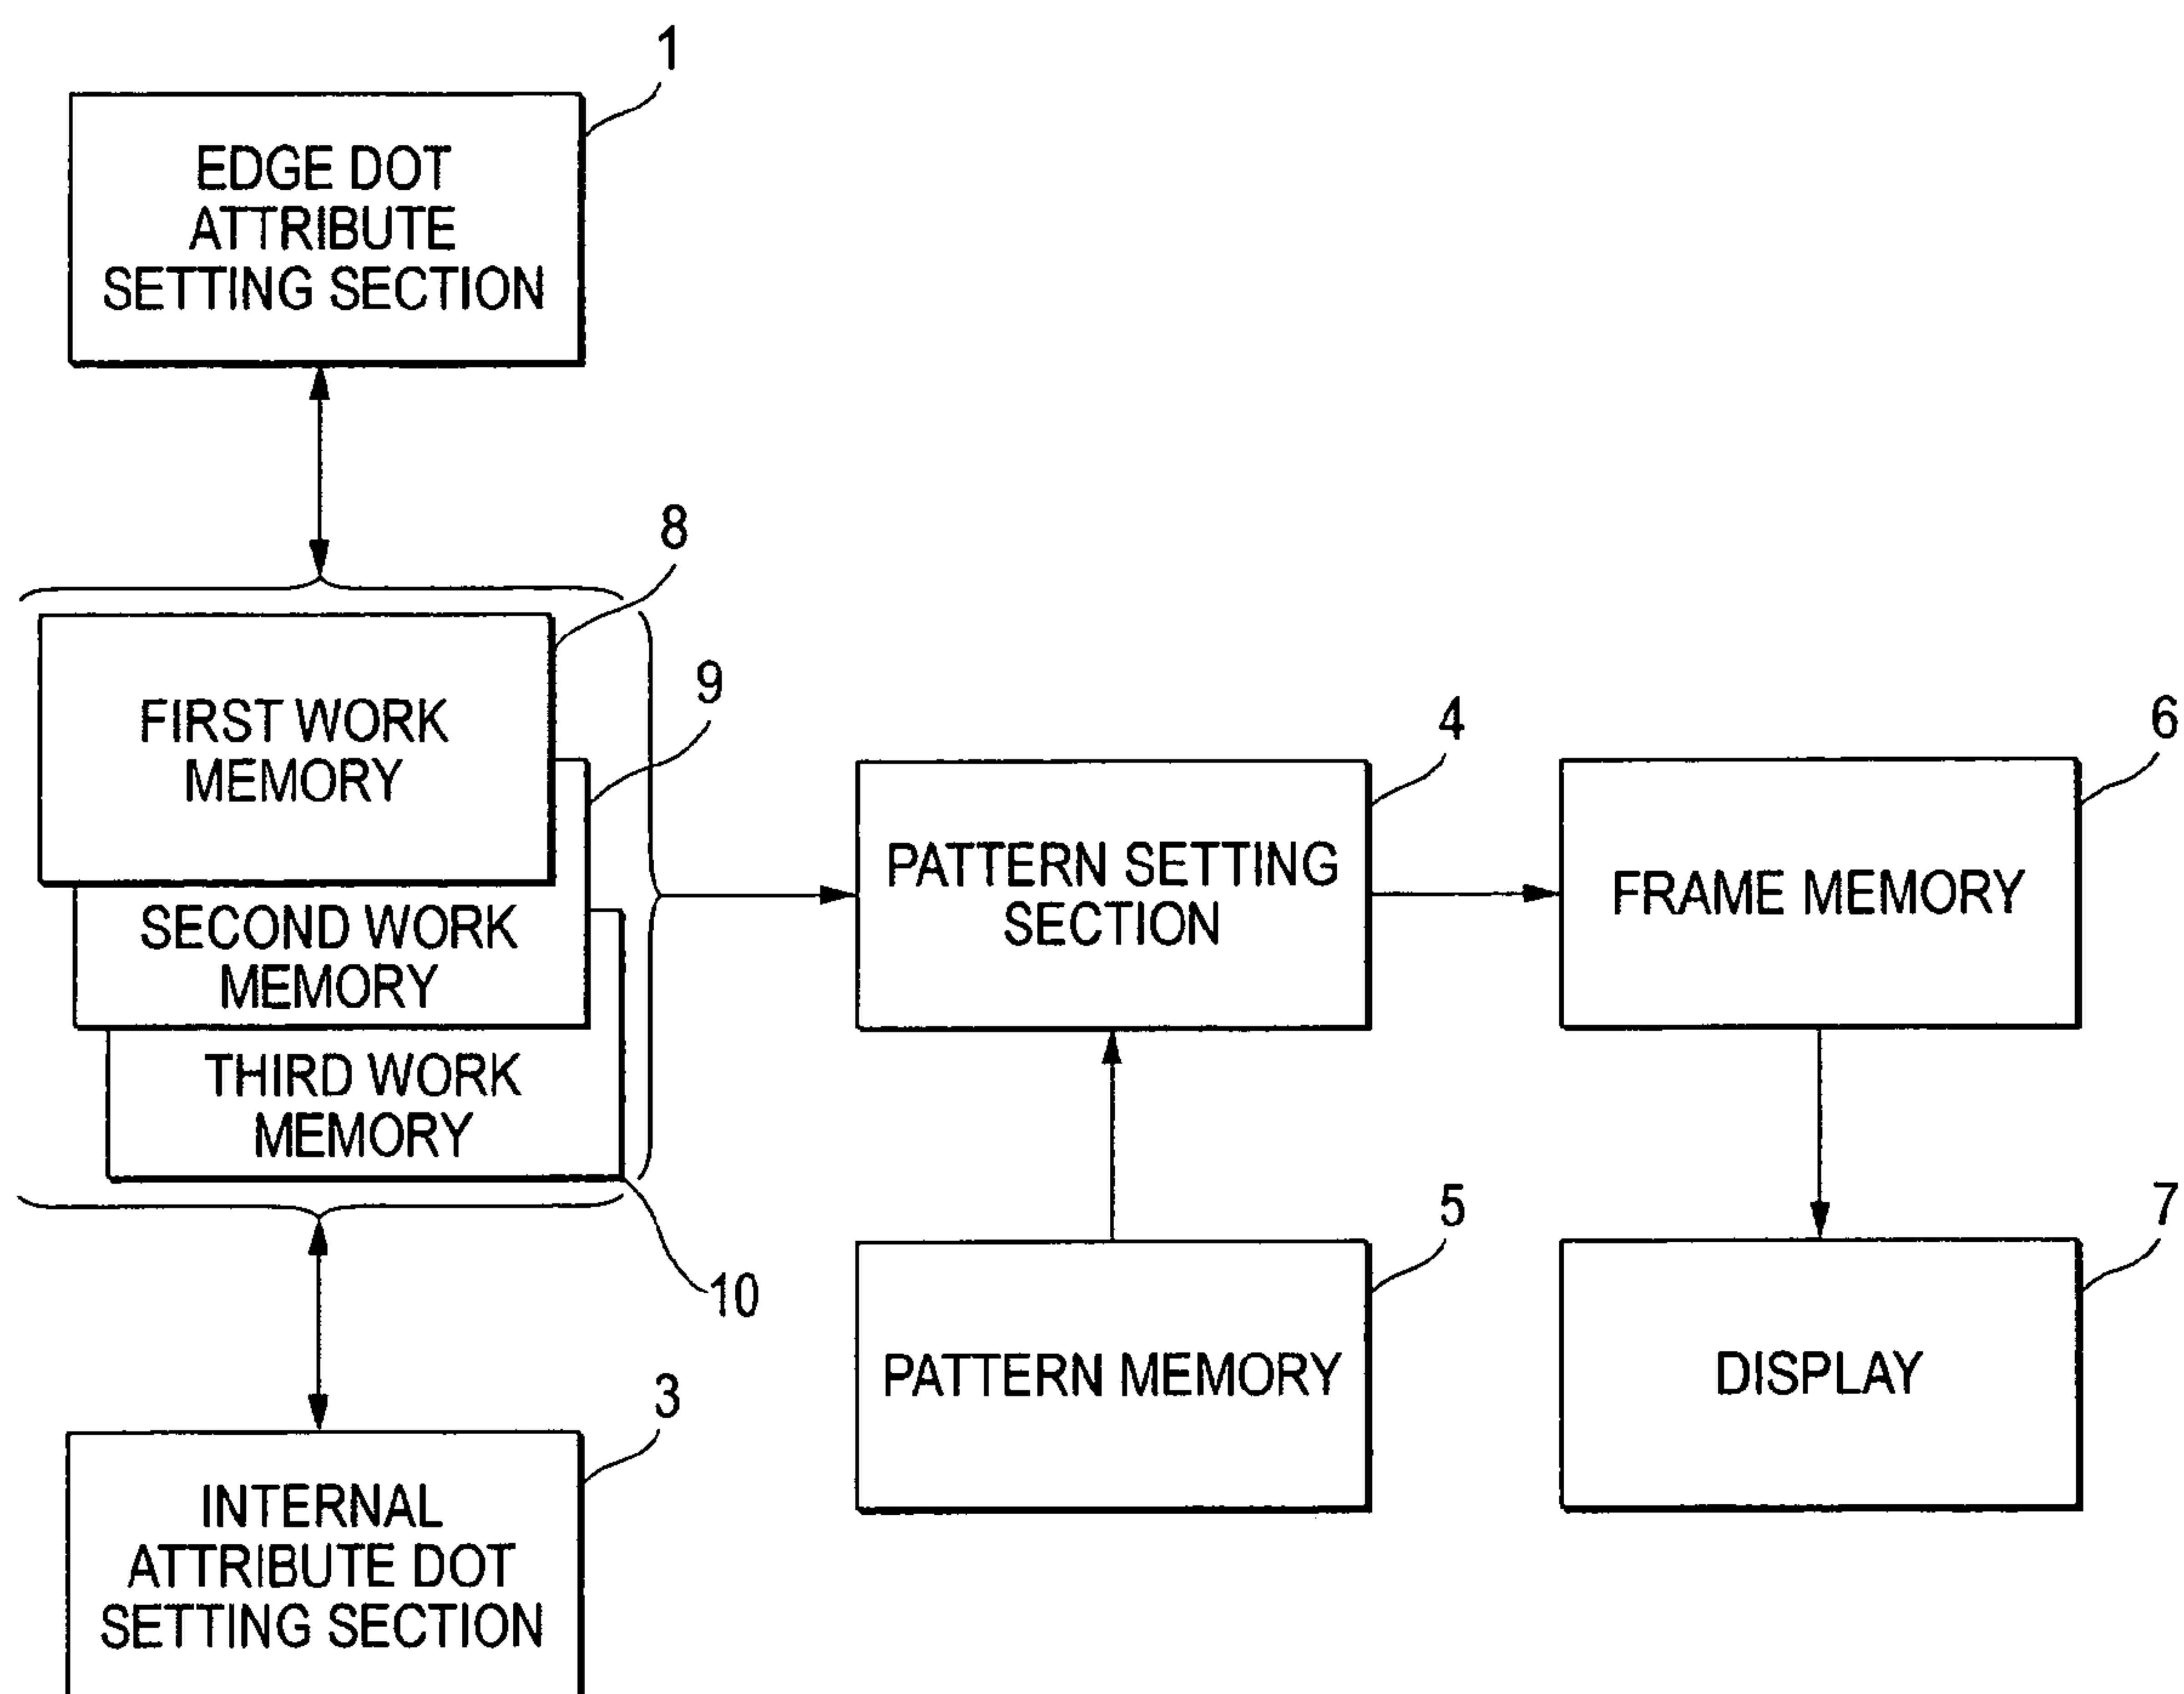 1
EDGE DOT
ATTRIBUTE
SETTING SECTION
8
FIRST WORK
MEMORY
9
SECOND WORK
MEMORY
THIRD WORK
MEMORY
10
4
PATTERN SETTING
SECTION
6
FRAME MEMORY
5
PATTERN MEMORY
7
DISPLAY
3
INTERNAL
ATTRIBUTE DOT
SETTING SECTION